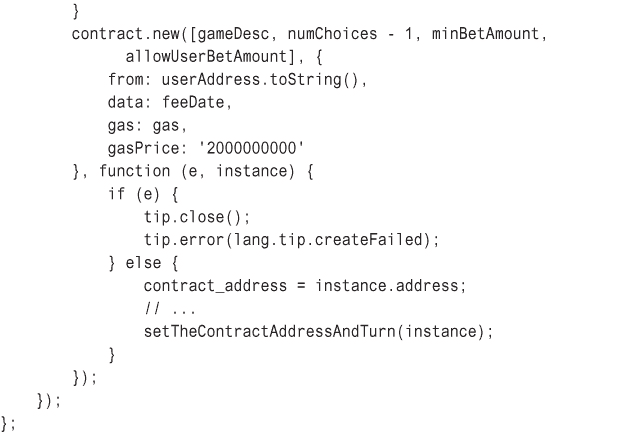 }
        contract.new([gameDesc, numChoices - 1, minBetAmount,
              allowUserBetAmount], {
            from: userAddress.toString(),
            data: feeDate,
            gas: gas,
            gasPrice: '2000000000'
        }, function (e, instance) {
            if (e) {
                tip.close();
                tip.error(lang.tip.createFailed);
            } else {
                contract_address = instance.address;
                // ...
                setTheContractAddressAndTurn(instance);
            }
        });
    });
};